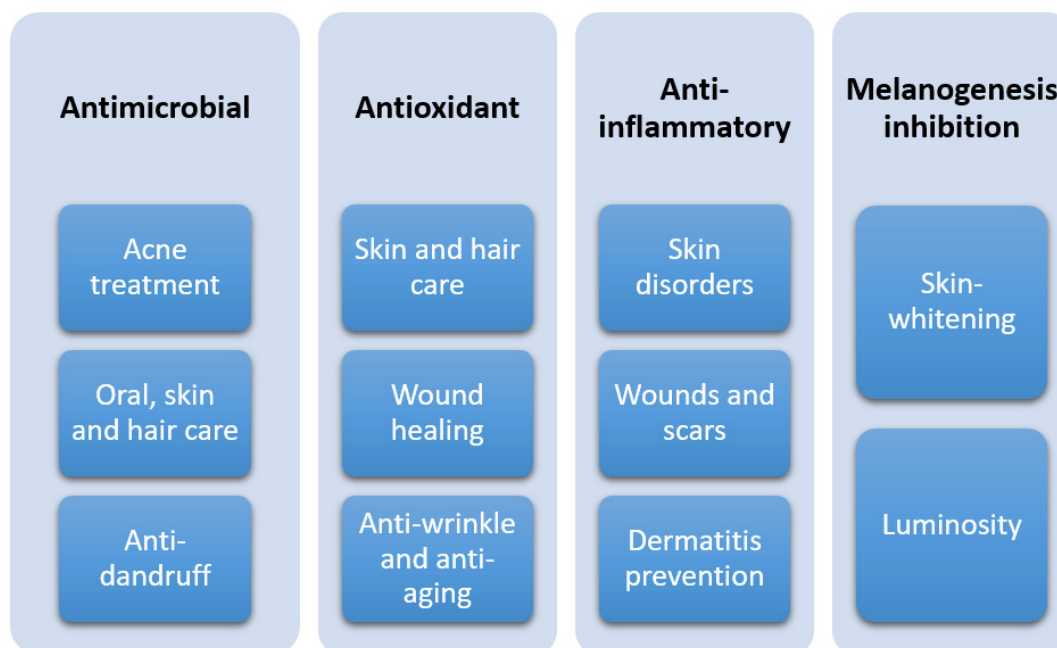 Antimicrobial
Acne
treatment
Oral, skin
and hair care
Anti-
dandruff
Antioxidant
Skin and hair
care
Wound
healing
Anti-wrinkle
and anti-
aging
Anti-
inflammatory
Skin
disorders
Wounds and
scars
Dermatitis
prevention
Melanogenesis
inhibition
Skin-
whitening
Luminosity